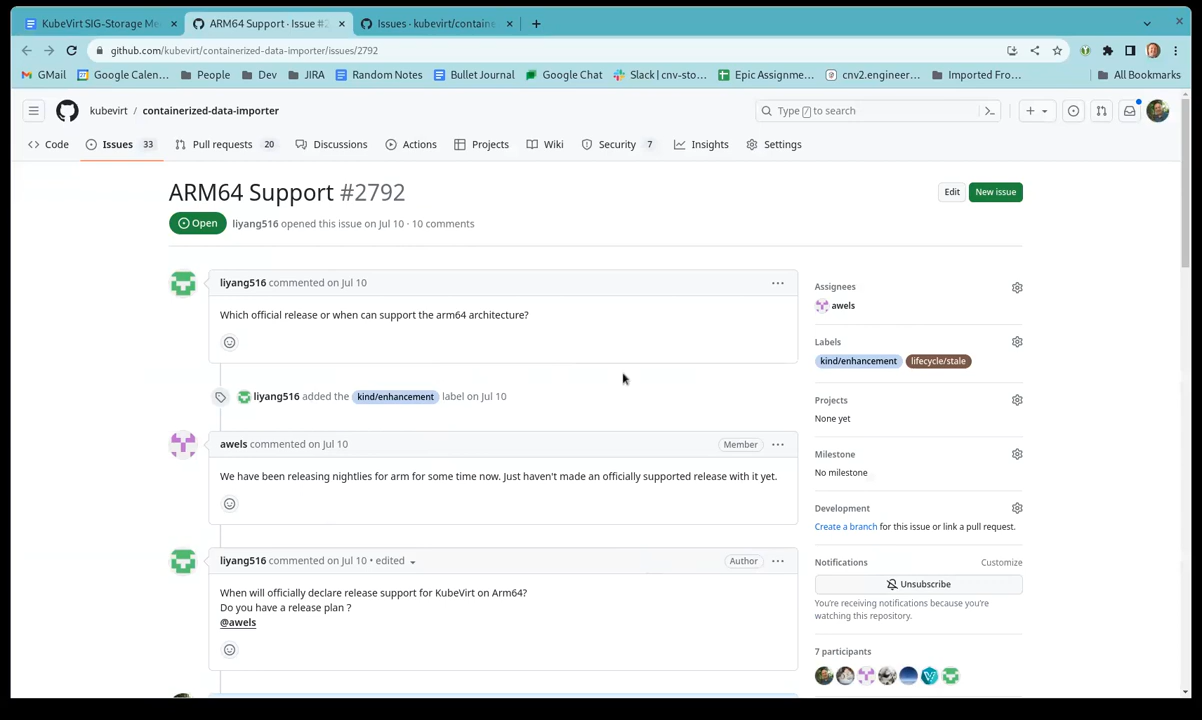 KubeVirt SIG-Storage Me
ARM64 Support · Issue #2
Issues · kubevirt/containe
github.com/kubevirt/containerized-data-importer/issues/2792
GMail
Google Calen...
People
Dev
JIRA
Random Notes
Bullet Journal
Google Chat
Slack | cnv-sto...
Epic Assignme...
cnv2.engineer...
Imported Fro...
All Bookmarks
kubevirt / containerized-data-importer
Type / to search
Code
Issues 33
Pull requests 20
Discussions
Actions
Projects
Wiki
Security 7
Insights
Settings
ARM64 Support #2792
Edit
New issue
Open
liyang516 opened this issue on Jul 10 · 10 comments
liyang516 commented on Jul 10
Which official release or when can support the arm64 architecture?
liyang516 added the kind/enhancement label on Jul 10
awels commented on Jul 10
Member
We have been releasing nightlies for arm for some time now. Just haven't made an officially supported release with it yet.
liyang516 commented on Jul 10 • edited
Author
When will officially declare release support for KubeVirt on Arm64?
Do you have a release plan ?
@awels
Assignees
awels
Labels
kind/enhancement lifecycle/stale
Projects
None yet
Milestone
No milestone
Development
Create a branch for this issue or link a pull request.
Notifications
Customize
Unsubscribe
You're receiving notifications because you're
watching this repository.
7 participants